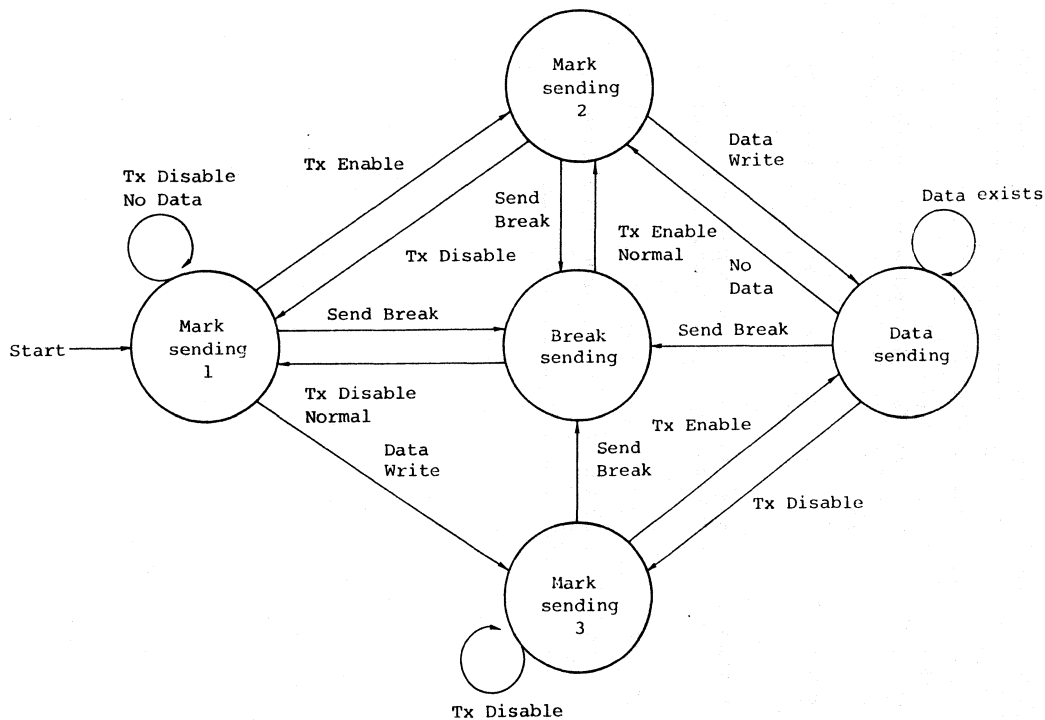 Mark
sending
2
Data
Write
Tx Enable
Tx Disable
No Data
Data exists
Send
Break
Tx Enable
Normal
Tx Disable
No
Data
Mark
sending
1
Send Break
Break
sending
Send Break
Data
sending
Start
Tx Disable
Normal
Tx Enable
Data
Write
Send
Break
Tx Disable
Mark
sending
3
Tx Disable